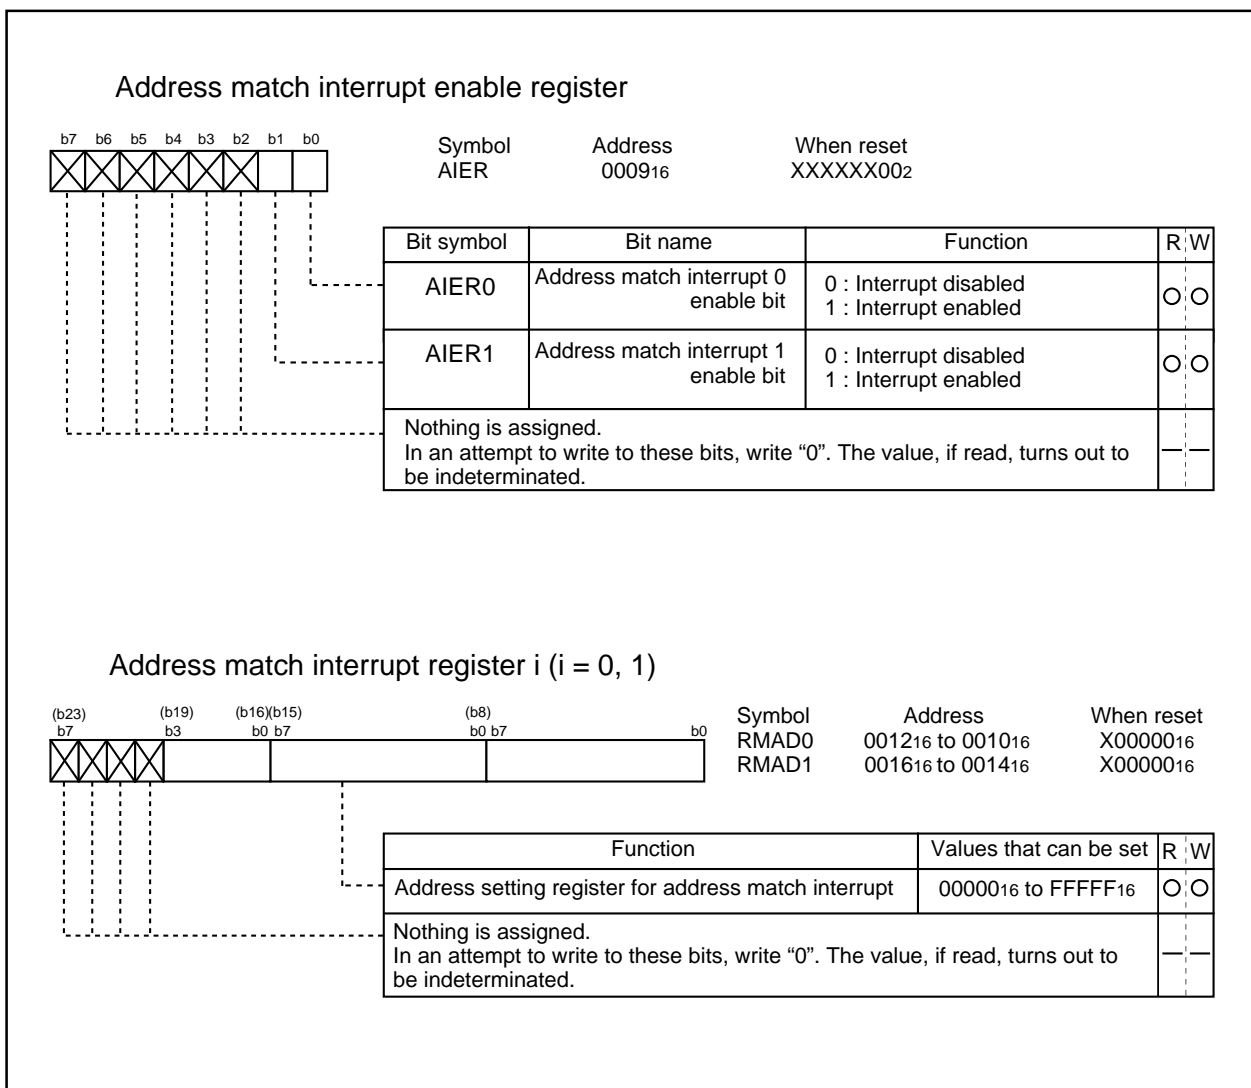 Address match interrupt enable register
b7 b6 b5 b4 b3 b2 b1 b0
Symbol Address When reset
AIER 000916 XXXXXX002
Bit symbol Bit name Function R W
AIER0 Address match interrupt 0 enable bit 0 : Interrupt disabled
1 : Interrupt enabled
AIER1 Address match interrupt 1 enable bit 0 : Interrupt disabled
1 : Interrupt enabled
Nothing is assigned.
In an attempt to write to these bits, write “0”. The value, if read, turns out to
be indeterminated.
Address match interrupt register i (i = 0, 1)
(b23) (b19) (b16)(b15) (b8)
b7 b3 b0 b7 b0 b7 b0
Symbol Address When reset
RMAD0 001216 to 001016 X0000016
RMAD1 001616 to 001416 X0000016
Function Values that can be set R W
Address setting register for address match interrupt 0000016 to FFFFF16
Nothing is assigned.
In an attempt to write to these bits, write “0”. The value, if read, turns out to
be indeterminated.